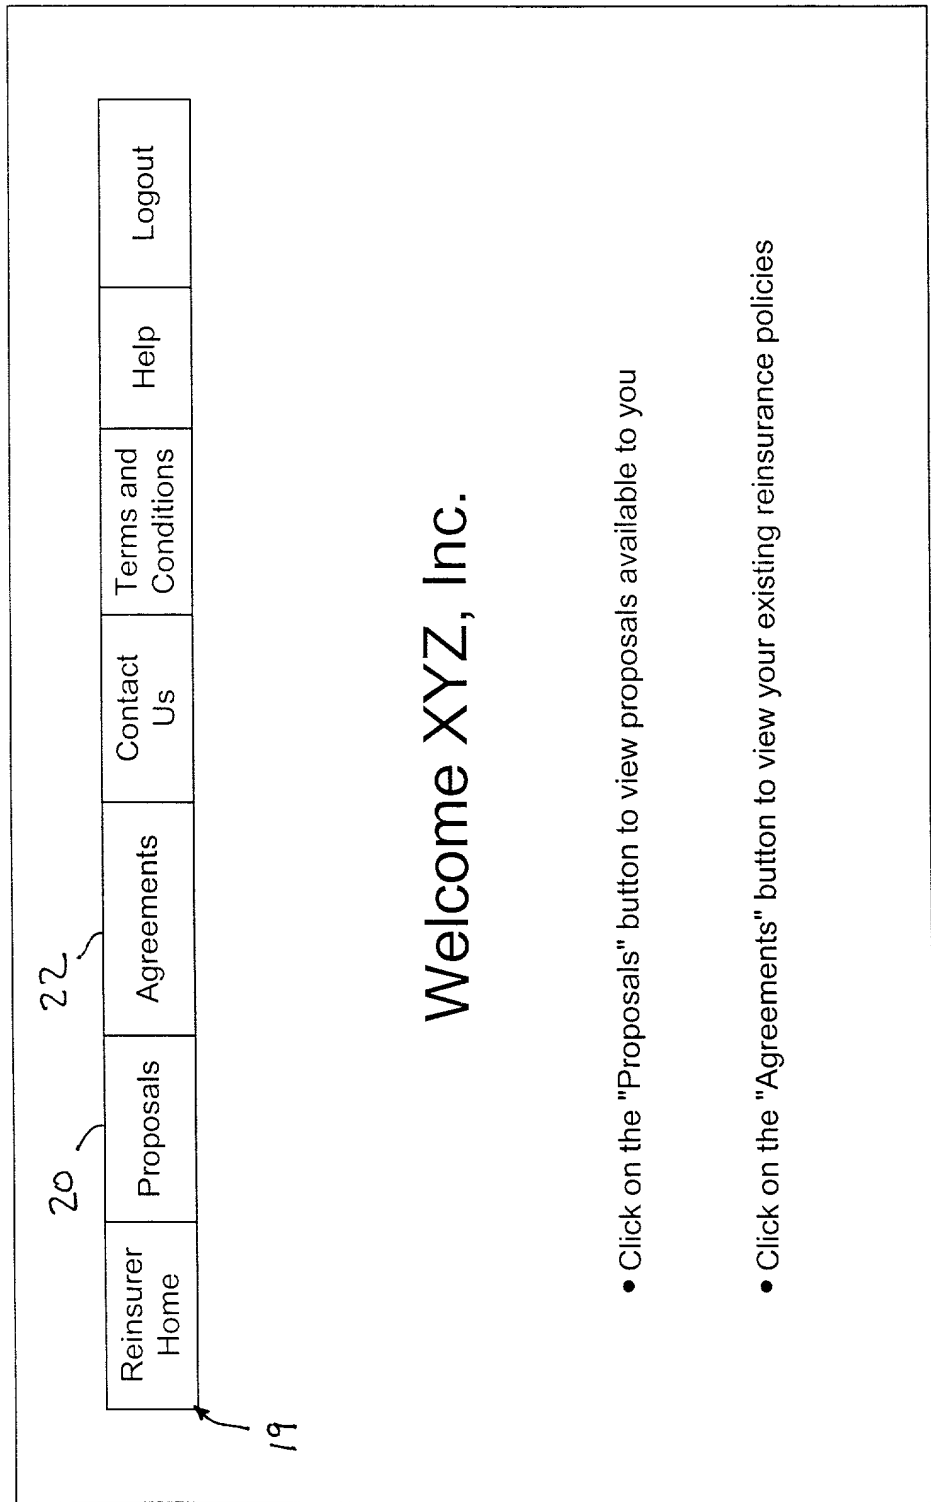 20
22
Reinsurer
Home
Proposals
Agreements
Contact
Us
Terms and
Conditions
Help
Logout
19
Welcome XYZ, Inc.
• Click on the "Proposals" button to view proposals available to you
• Click on the "Agreements" button to view your existing reinsurance policies